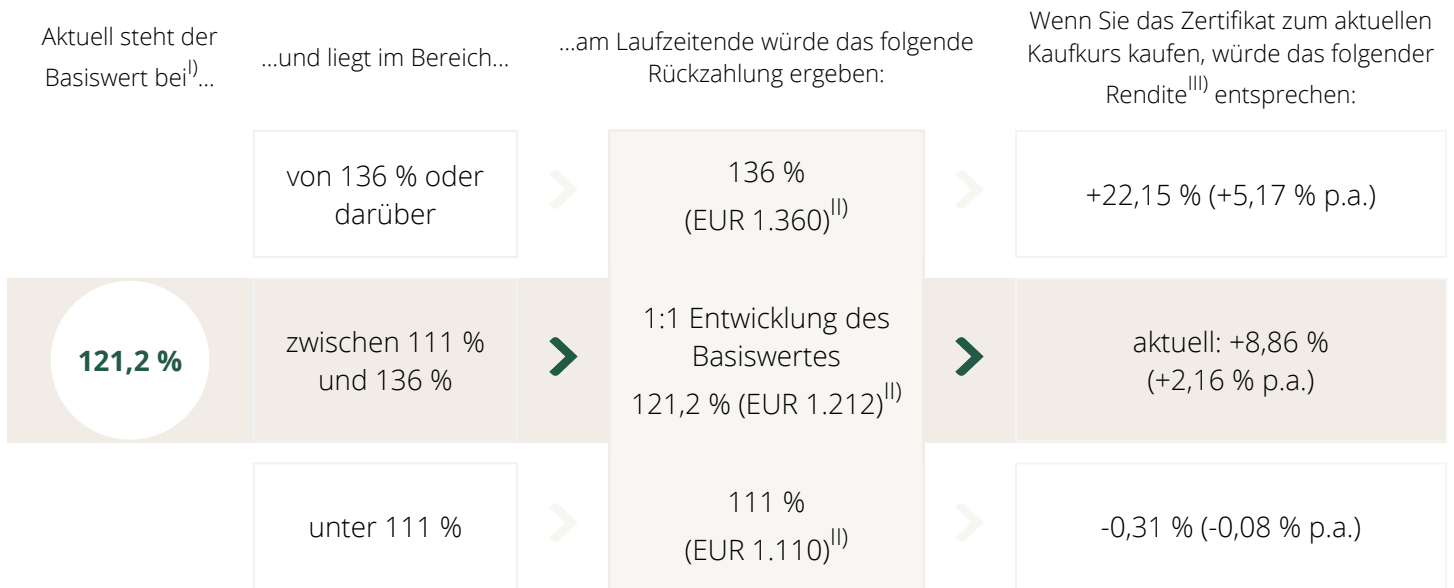 Aktuell steht der
Basiswert bei^I)...
...und liegt im Bereich...
...am Laufzeitende würde das folgende
Rückzahlung ergeben:
Wenn Sie das Zertifikat zum aktuellen
Kaufkurs kaufen, würde das folgender
Rendite^III) entsprechen:
von 136 % oder
darüber
136 %
(EUR 1.360)^II)
+22,15 % (+5,17 % p.a.)
121,2 %
zwischen 111 %
und 136 %
1:1 Entwicklung des
Basiswertes
121,2 % (EUR 1.212)^II)
aktuell: +8,86 %
(+2,16 % p.a.)
unter 111 %
111 %
(EUR 1.110)^II)
-0,31 % (-0,08 % p.a.)